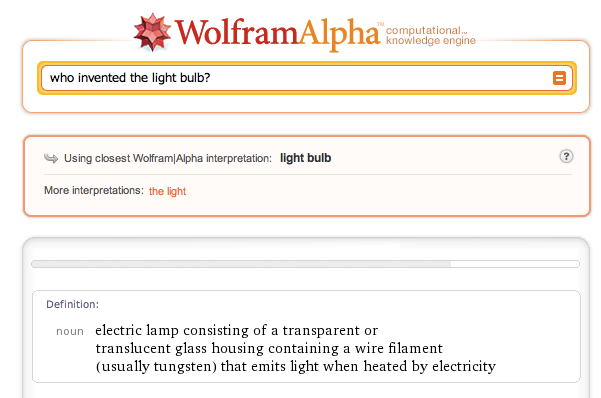 WolframAlpha™ computational...
knowledge engine
who invented the light bulb?
Using closest Wolfram|Alpha interpretation: light bulb
?
More interpretations: the light
Definition:
noun electric lamp consisting of a transparent or
translucent glass housing containing a wire filament
(usually tungsten) that emits light when heated by electricity